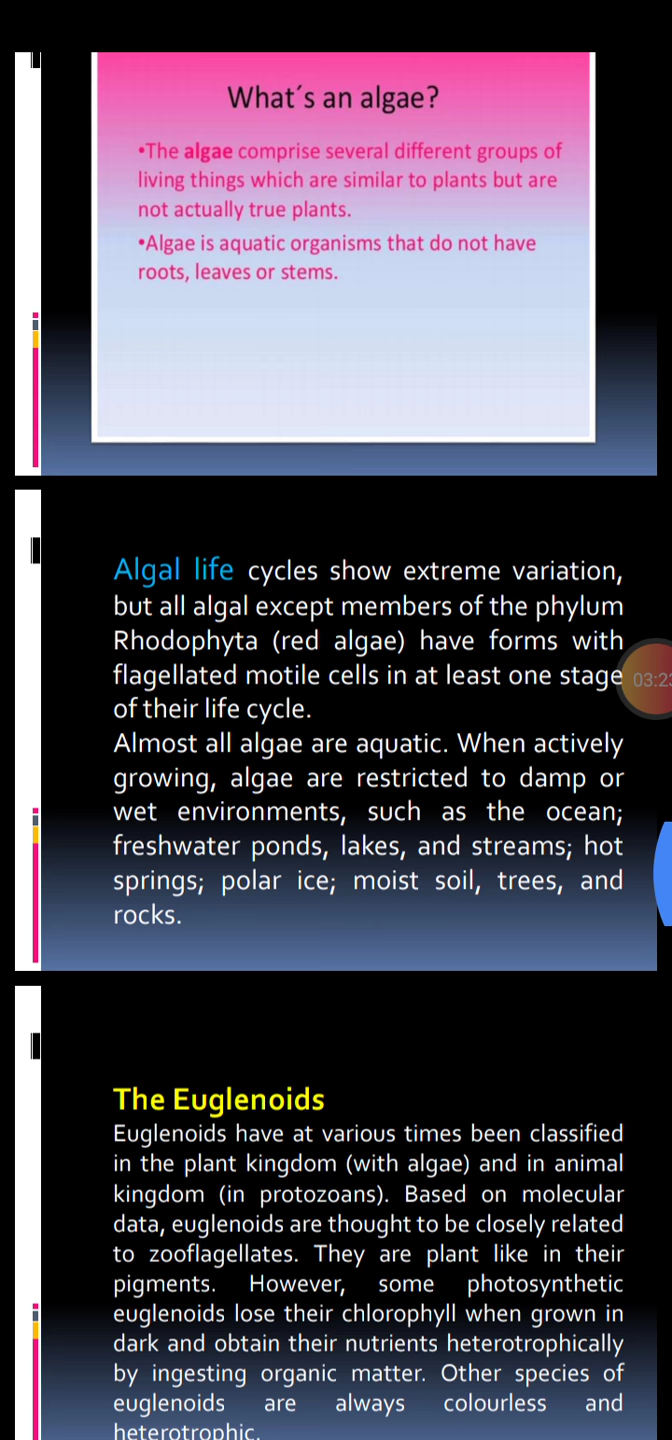 What´s an algae?
•The algae comprise several different groups of
living things which are similar to plants but are
not actually true plants.
•Algae is aquatic organisms that do not have
roots, leaves or stems.
Algal life cycles show extreme variation,
but all algal except members of the phylum
Rhodophyta (red algae) have forms with
flagellated motile cells in at least one stage
of their life cycle.
Almost all algae are aquatic. When actively
growing, algae are restricted to damp or
wet environments, such as the ocean;
freshwater ponds, lakes, and streams; hot
springs; polar ice; moist soil, trees, and
rocks.
The Euglenoids
Euglenoids have at various times been classified
in the plant kingdom (with algae) and in animal
kingdom (in protozoans). Based on molecular
data, euglenoids are thought to be closely related
to zooflagellates. They are plant like in their
pigments. However, some photosynthetic
euglenoids lose their chlorophyll when grown in
dark and obtain their nutrients heterotrophically
by ingesting organic matter. Other species of
euglenoids are always colourless and
heterotrophic.